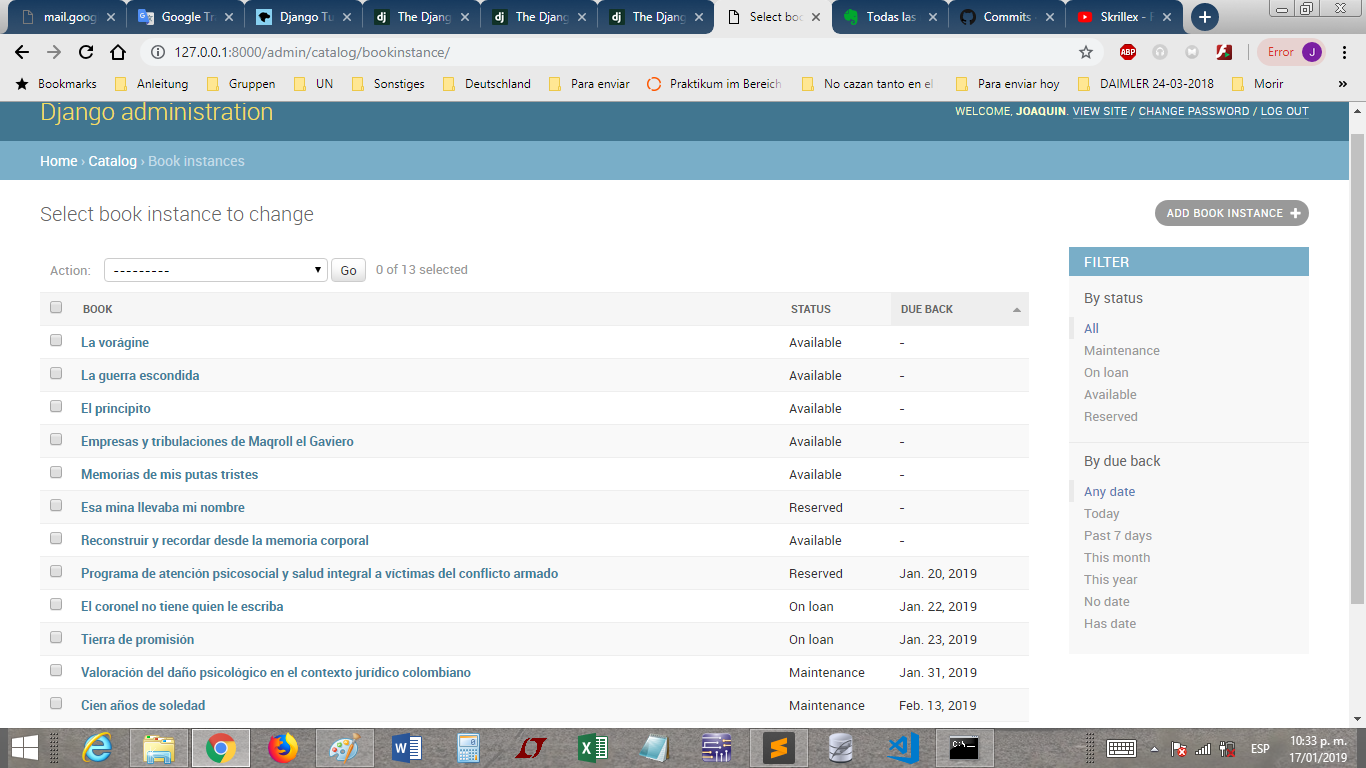 mail.goog
Google Tra
Django Tu
The Djang
The Djang
The Djang
Select boo
Todas las
Commits
Skrillex -
127.0.0.1:8000/admin/catalog/bookinstance/
ABP
Error J
Bookmarks
Anleitung
Gruppen
UN
Sonstiges
Deutschland
Para enviar
Praktikum im Bereich
No cazan tanto en el
Para enviar hoy
DAIMLER 24-03-2018
Morir
»
Django administration
WELCOME, JOAQUIN. VIEW SITE / CHANGE PASSWORD / LOG OUT
Home › Catalog › Book instances
Select book instance to change
ADD BOOK INSTANCE +
Action: --------- Go 0 of 13 selected
BOOK STATUS DUE BACK
La vorágine Available -
La guerra escondida Available -
El principito Available -
Empresas y tribulaciones de Maqroll el Gaviero Available -
Memorias de mis putas tristes Available -
Esa mina llevaba mi nombre Reserved -
Reconstruir y recordar desde la memoria corporal Available -
Programa de atención psicosocial y salud integral a víctimas del conflicto armado Reserved Jan. 20, 2019
El coronel no tiene quien le escriba On loan Jan. 22, 2019
Tierra de promisión On loan Jan. 23, 2019
Valoración del daño psicológico en el contexto jurídico colombiano Maintenance Jan. 31, 2019
Cien años de soledad Maintenance Feb. 13, 2019
FILTER
By status
All
Maintenance
On loan
Available
Reserved
By due back
Any date
Today
Past 7 days
This month
This year
No date
Has date
ESP
10:33 p. m.
17/01/2019